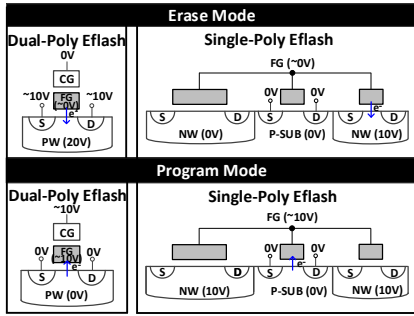 Erase Mode
Dual-Poly Eflash
0V
CG
~10V FG (~0V) ~10V
e-
S D
PW (20V)
Single-Poly Eflash
FG (~0V)
0V 0V
e-
S D S D S D
NW (0V) P-SUB (0V) NW (10V)
Program Mode
Dual-Poly Eflash
~10V
CG
0V FG (~10V) 0V
e-
S D
PW (0V)
Single-Poly Eflash
FG (~10V)
0V 0V
e-
S D S D S D
NW (10V) P-SUB (0V) NW (10V)